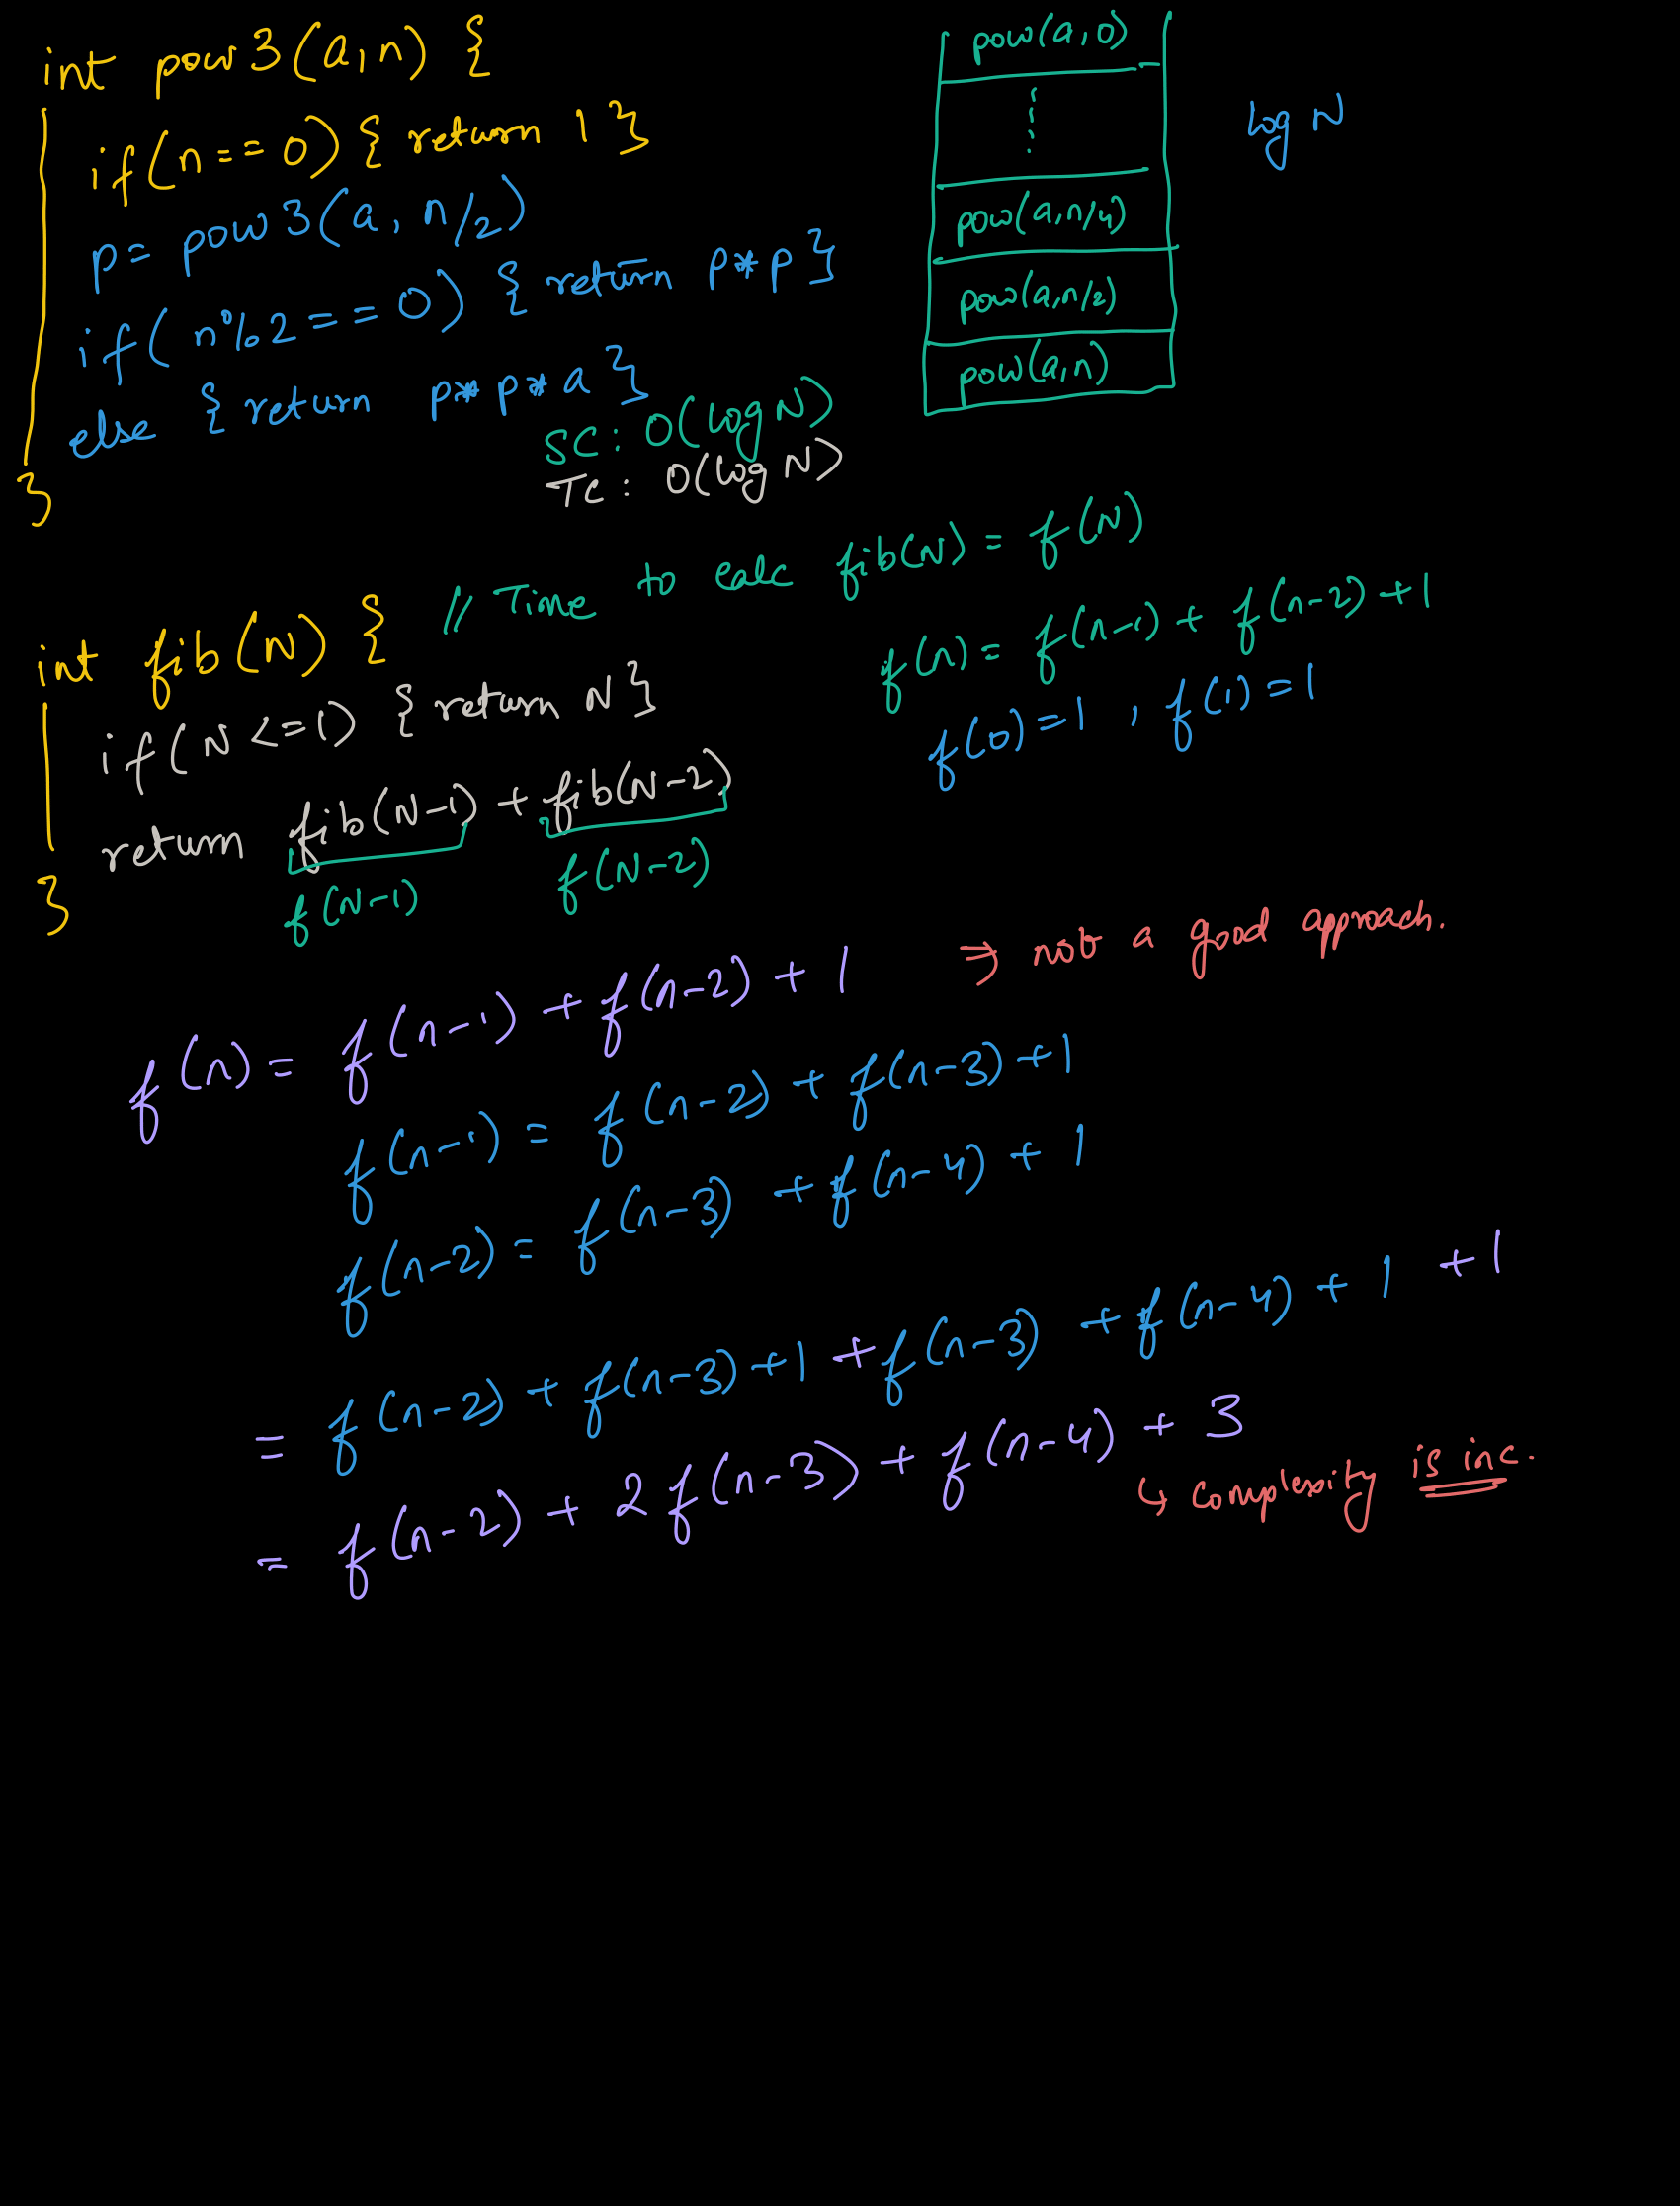 int pow3(a,n) {
if(n==0) { return 1 }
p= pow3(a, n/2)
if( n%2==0) { return p*p }
else { return p*p*a }
}
SC: O(log N)
TC: O(log N)
pow(a,0)
pow(a,n/4)
pow(a,n/2)
pow(a,n)
log N
int fib(N) { // Time to calc fib(N) = f(N)
if(N<=1) { return N }
return fib(N-1) + fib(N-2)
f(N-1) f(N-2)
}
f(n)= f(n-1) + f(n-2) +1
f(0)=1 , f(1)=1
f(n)= f(n-1) + f(n-2) + 1 ⇒ not a good approach.
f(n-1) = f(n-2) + f(n-3) +1
f(n-2) = f(n-3) + f(n-4) + 1
= f(n-2) + f(n-3) +1 + f(n-3) + f(n-4) + 1 +1
= f(n-2) + 2f(n-3) + f(n-4) + 3
↳ complexity is inc.